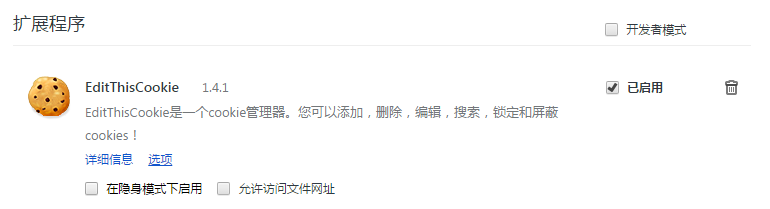 扩展程序
开发者模式
EditThisCookie 1.4.1
已启用
EditThisCookie是一个cookie管理器。您可以添加，删除，编辑，搜索，锁定和屏蔽
cookies！
详细信息 选项
在隐身模式下启用 允许访问文件网址